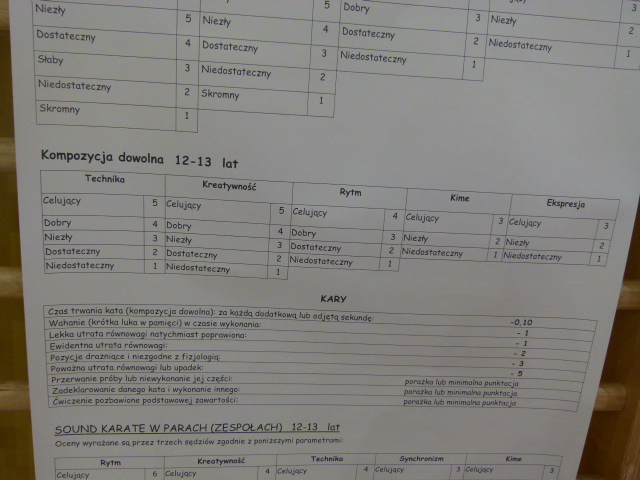 Niezły 5 Niezły 5 Dobry 3 Niezły 3
Dostateczny 4 Dostateczny 4 Dostateczny 2 Niedostateczny 2
Słaby 3 Niedostateczny 3 Niedostateczny 1 1
Niedostateczny 2 Skromny 2
Skromny 1 1
Kompozycja dowolna 12-13 lat
Technika Kreatywność Rytm Kime Ekspresja
Celujący 5 Celujący 5 Celujący 4 Celujący 3 Celujący 3
Dobry 4 Dobry 4 Dobry 3 Niezły 2 Niezły 2
Niezły 3 Niezły 3 Dostateczny 2 Niedostateczny 1 Niedostateczny 1
Dostateczny 2 Dostateczny 2 Niedostateczny 1
Niedostateczny 1 Niedostateczny 1
KARY
Czas trwania kata (kompozycja dowolna): za każdą dodatkową lub odjętą sekundę: -0,10
Wahanie (krótka luka w pamięci) w czasie wykonania: - 1
Lekka utrata równowagi natychmiast poprawiona: - 1
Ewidentna utrata równowagi: - 2
Pozycje drażniące i niezgodne z fizjologią: - 3
Poważna utrata równowagi lub upadek: - 5
Przerwanie próby lub niewykonanie jej części: porażka lub minimalna punktacja
Zadeklarowanie danego kata i wykonanie innego: porażka lub minimalna punktacja
Ćwiczenie pozbawione podstawowej zawartości: porażka lub minimalna punktacja
SOUND KARATE W PARACH (ZESPOŁACH) 12-13 lat
Oceny wyrażane są przez trzech sędziów zgodnie z poniższymi parametrami:
Rytm Kreatywność Technika Synchronizm Kime
Celujący 6 Celujący 4 Celujący 4 Celujący 3 Celujący 3